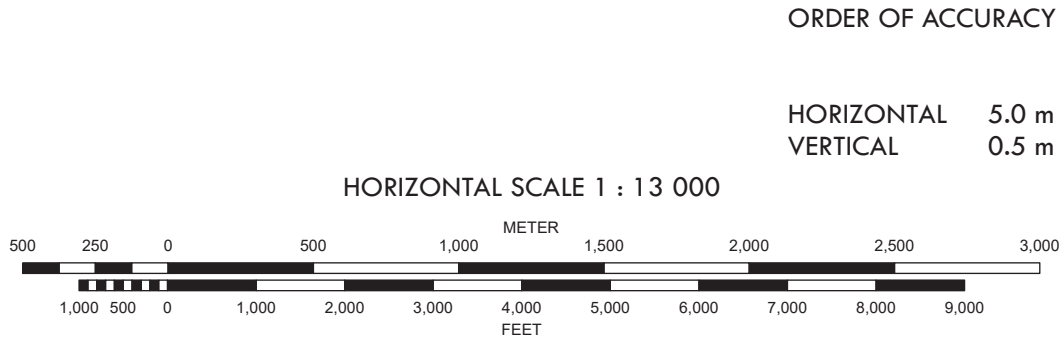 ORDER OF ACCURACY
HORIZONTAL 5.0 m
VERTICAL 0.5 m
HORIZONTAL SCALE 1 : 13 000
METER
500 250 0 500 1,000 1,500 2,000 2,500 3,000
1,000 500 0 1,000 2,000 3,000 4,000 5,000 6,000 7,000 8,000 9,000
FEET